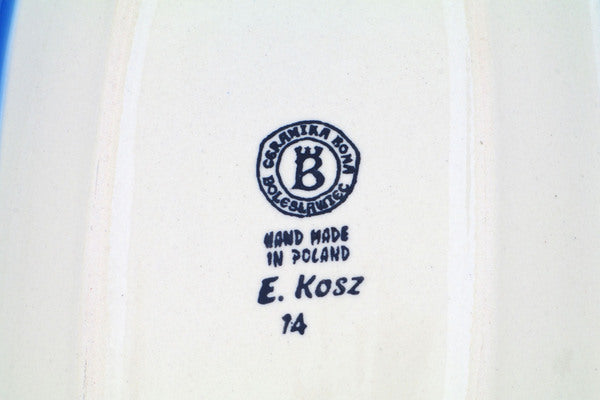 CERAMIKA BONA
B
BOLESŁAWIEC
HAND MADE
IN POLAND
E. Kosz
14